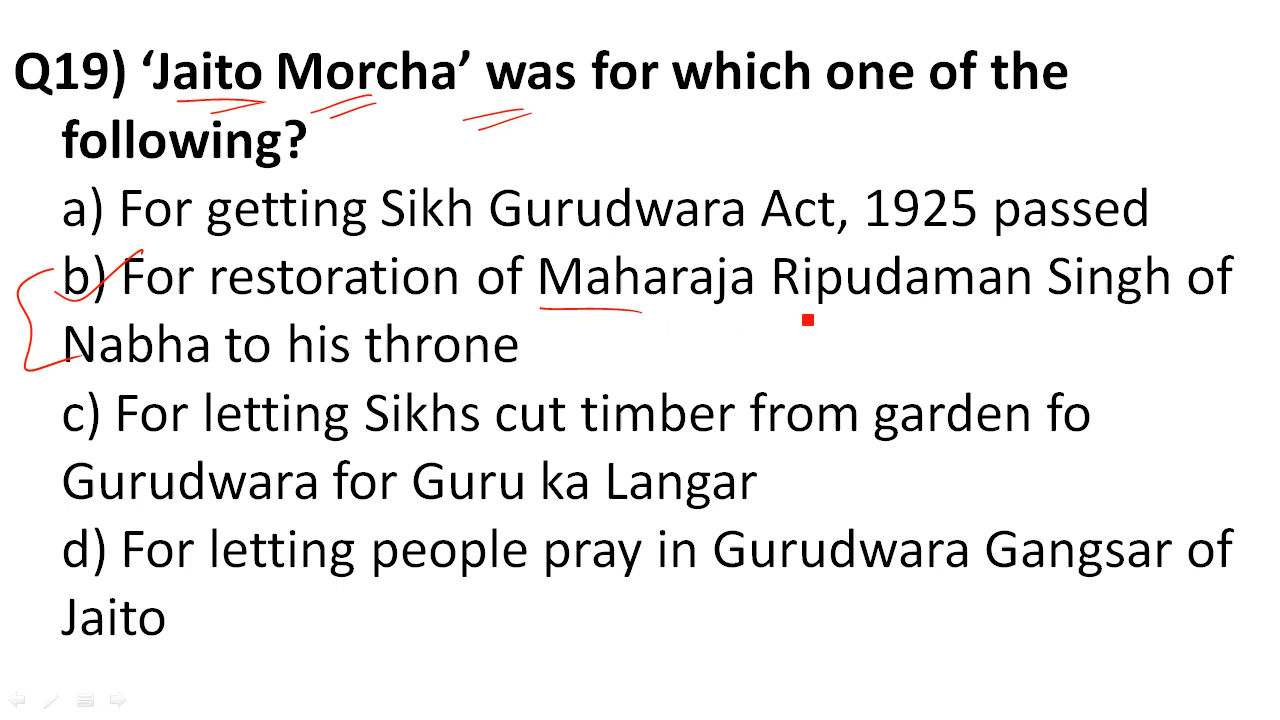 Q19) ‘Jaito Morcha’ was for which one of the
following?
a) For getting Sikh Gurudwara Act, 1925 passed
b) For restoration of Maharaja Ripudaman Singh of
Nabha to his throne
c) For letting Sikhs cut timber from garden fo
Gurudwara for Guru ka Langar
d) For letting people pray in Gurudwara Gangsar of
Jaito